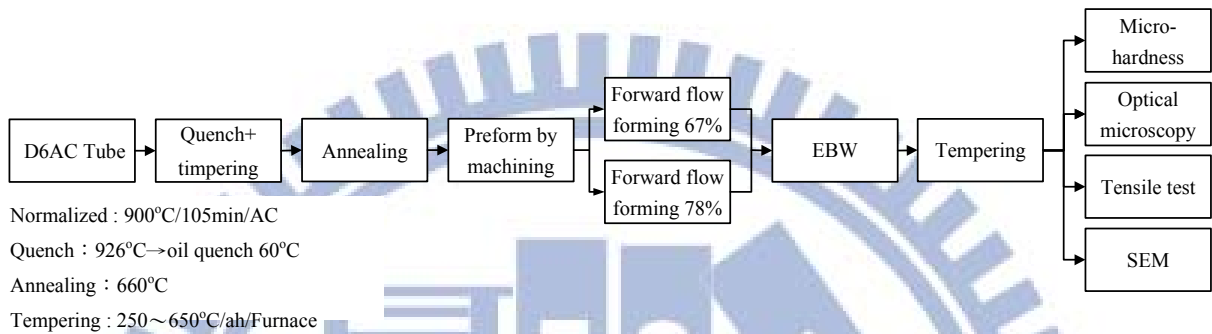 D6AC Tube
Quench+
timpering
Annealing
Preform by
machining
Forward flow
forming 67%
Forward flow
forming 78%
EBW
Tempering
Micro-
hardness
Optical
microscopy
Tensile test
SEM
Normalized : 900°C/105min/AC
Quench：926°C→oil quench 60°C
Annealing：660°C
Tempering : 250～650°C/ah/Furnace